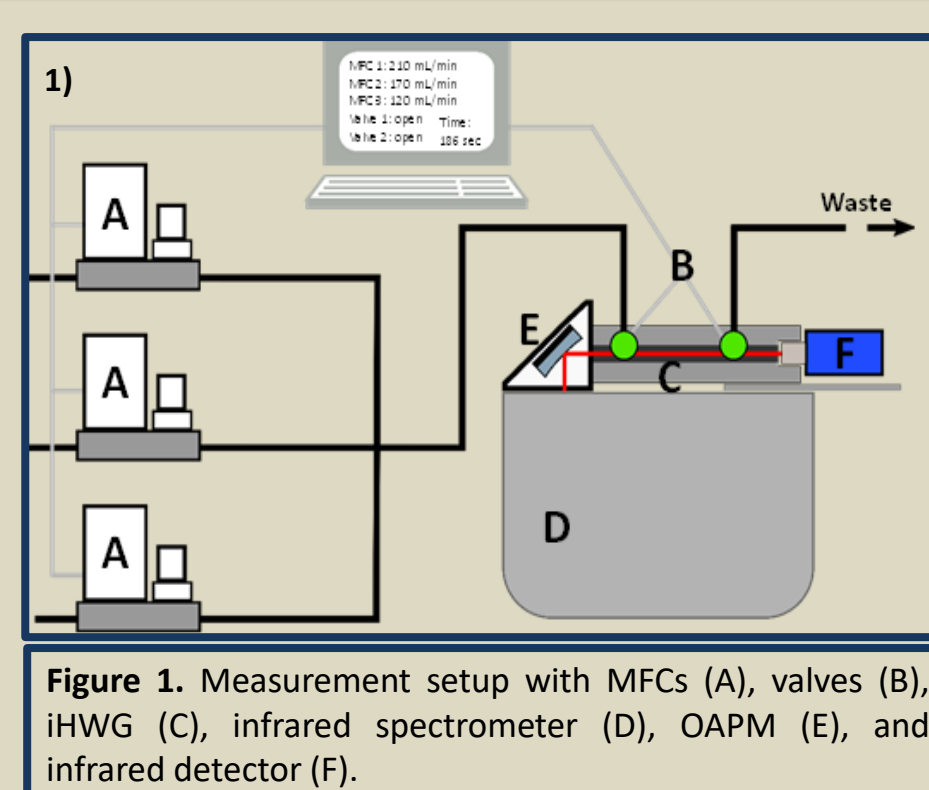 1)
MFC 1: 210 mL/min
MFC 2: 170 mL/min
MFC 3: 120 mL/min
Valve 1: open Time:
Valve 2: open 186 sec
A
Waste
B
E
F
A
C
D
A
Figure 1. Measurement setup with MFCs (A), valves (B),
iHWG (C), infrared spectrometer (D), OAPM (E), and
infrared detector (F).